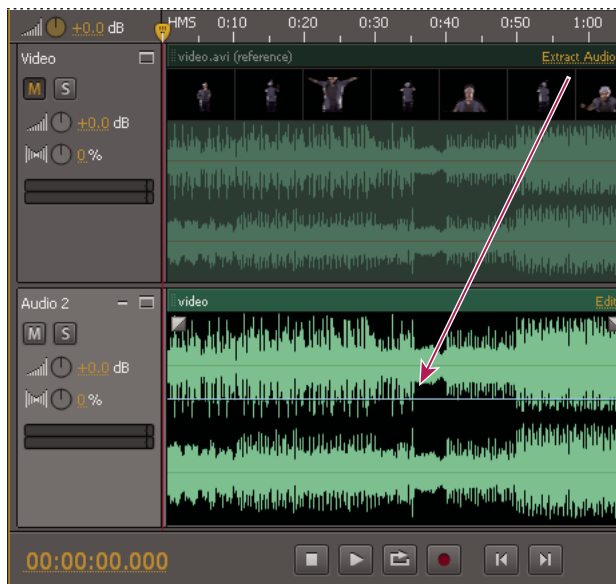 +0.0 dB
HMS 0:10 0:20 0:30 0:40 0:50 1:00
Video
video.avi (reference) Extract Audio
M S
+0.0 dB
0 %
Audio 2
video Edit
M S
+0.0 dB
0 %
00:00:00.000